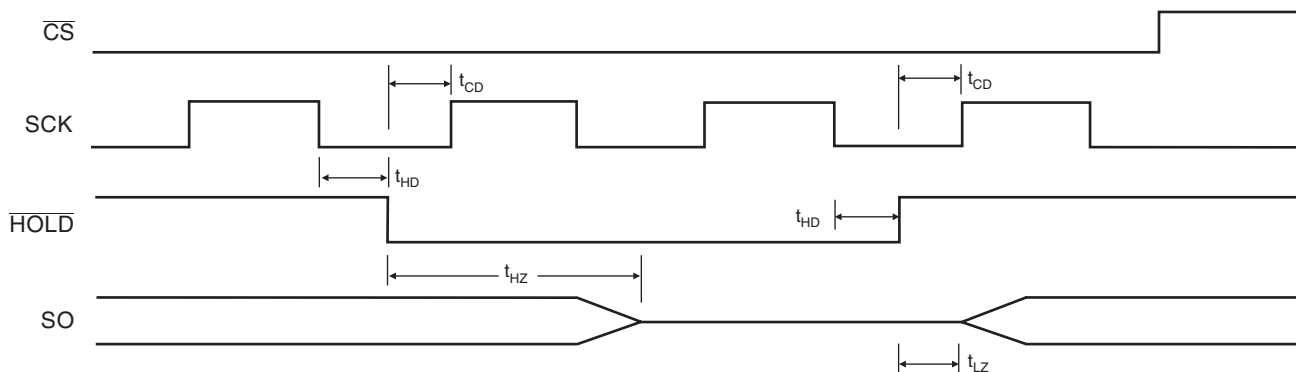 CS
t_CD
t_CD
SCK
t_HD
HOLD
t_HD
t_HZ
SO
t_LZ